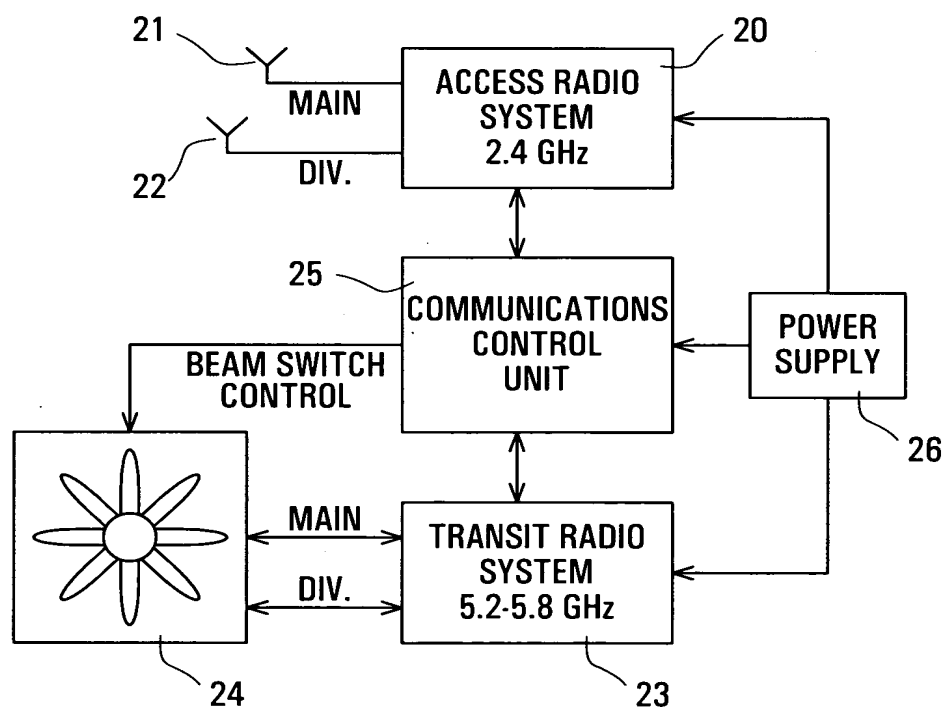 21
20
ACCESS RADIO
SYSTEM
2.4 GHz
MAIN
22
DIV.
25
COMMUNICATIONS
CONTROL
UNIT
POWER
SUPPLY
BEAM SWITCH
CONTROL
26
MAIN
TRANSIT RADIO
SYSTEM
5.2-5.8 GHz
DIV.
24
23